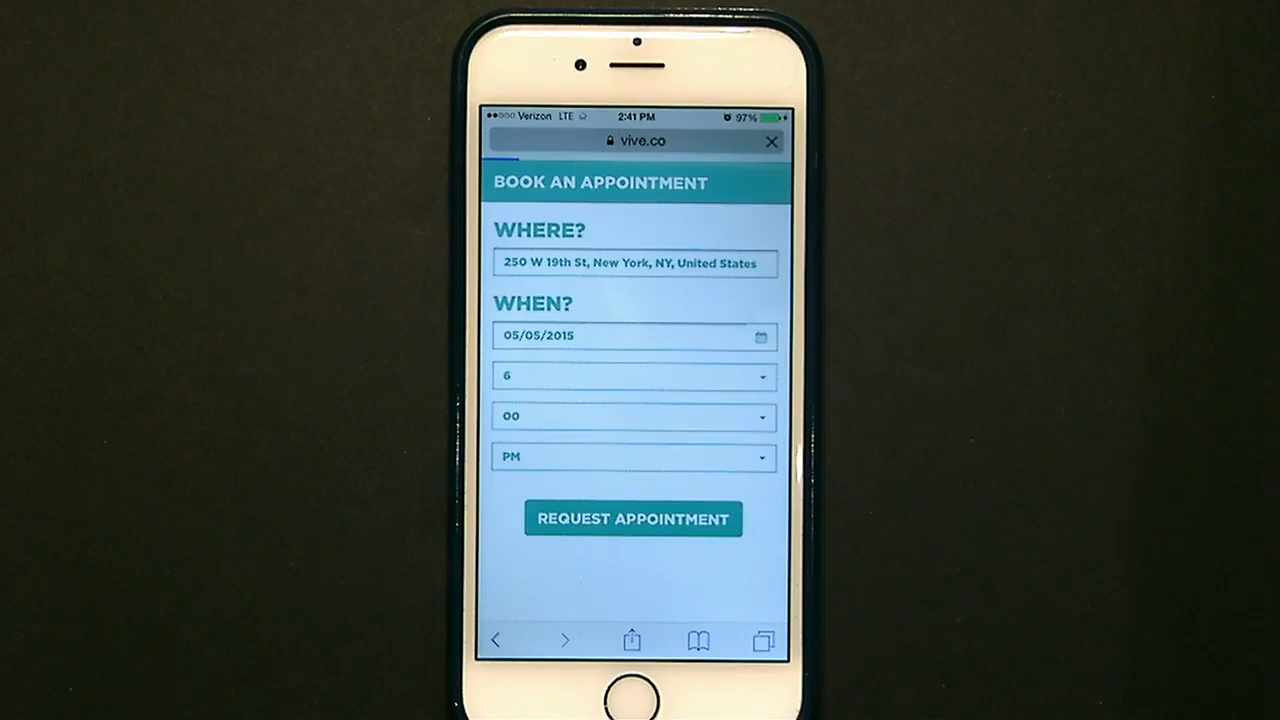 Verizon LTE 2:41 PM 97%
vive.co
BOOK AN APPOINTMENT
WHERE?
250 W 19th St, New York, NY, United States
WHEN?
05/05/2015
6
00
PM
REQUEST APPOINTMENT